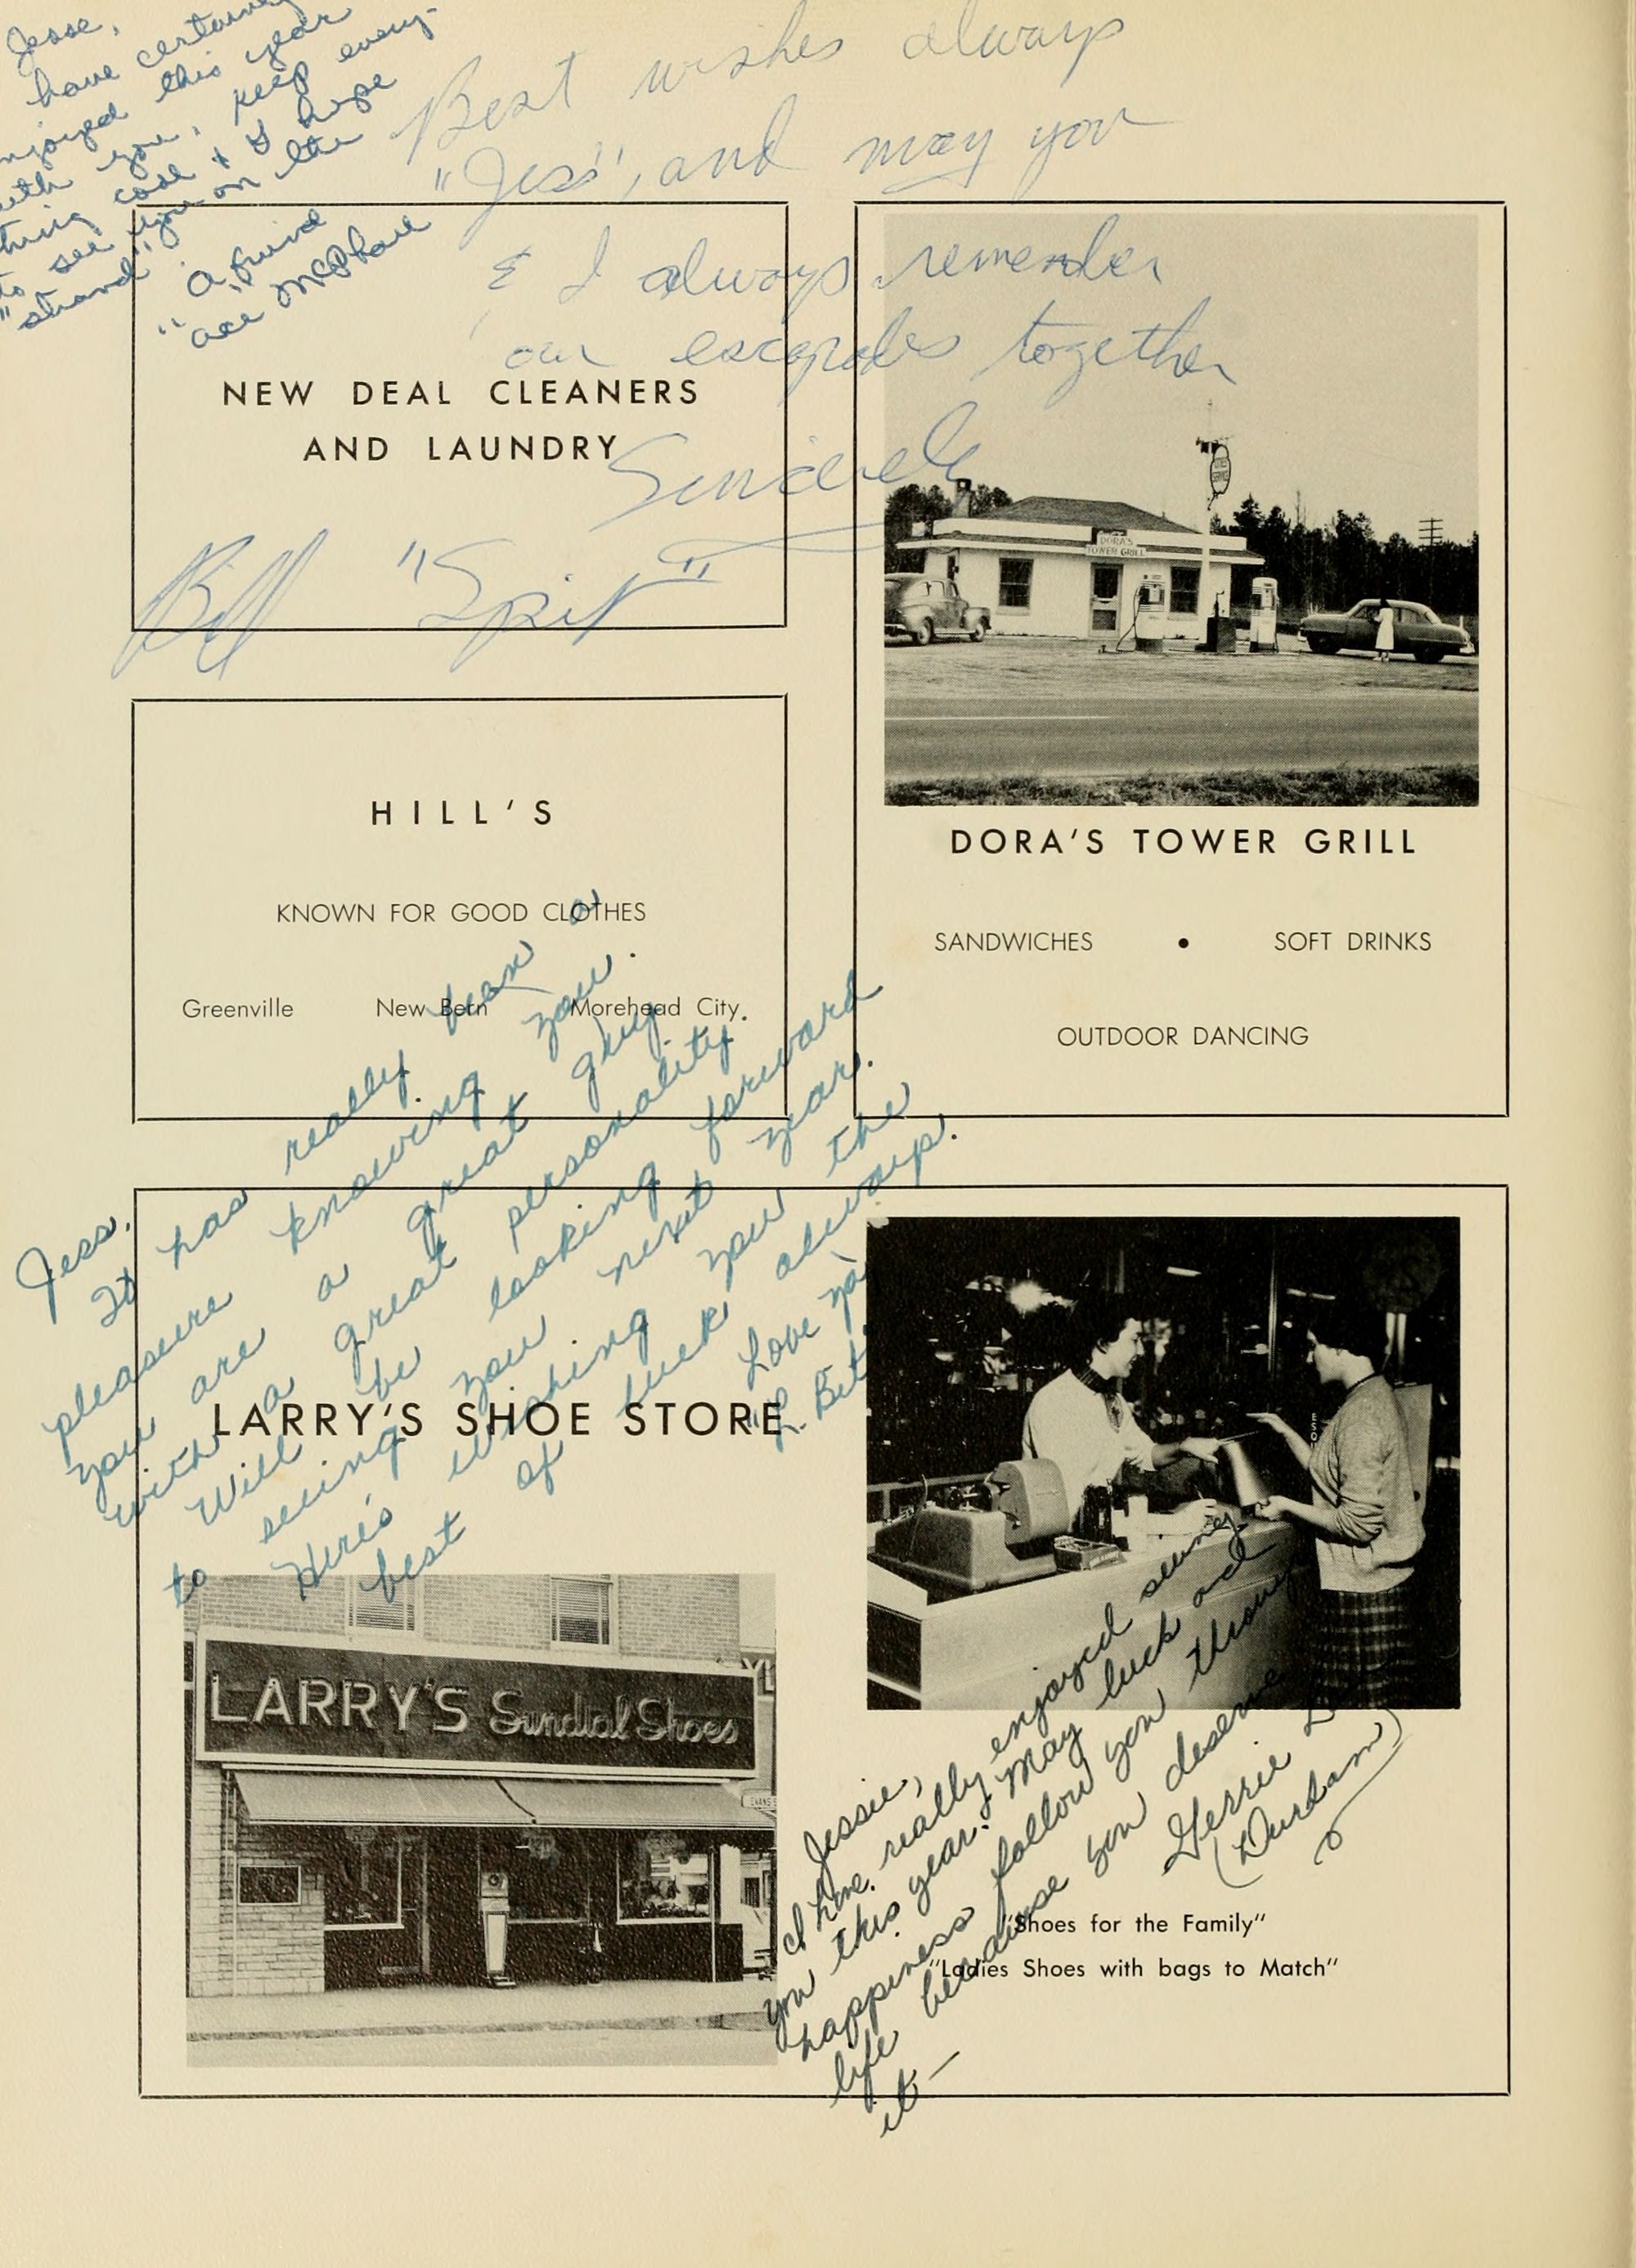 Jesse,
have certainly
enjoyed this year
with you, keep every-
thing cool & I hope
to see you on the
"strand"
a friend
"ace McPhail
Best wishes always
"Jess", and may you
& I always remember
our escapades together
Sincerely
Bill "Spit"
NEW DEAL CLEANERS
AND LAUNDRY
DORA'S
TOWER GRILL
DORA'S TOWER GRILL
SANDWICHES • SOFT DRINKS
OUTDOOR DANCING
HILL'S
KNOWN FOR GOOD CLOTHES
Greenville New Bern Morehead City.
Jess,
It has really been a
pleasure knowing you.
you are a great guy
with a great personality.
Will be looking forward
to seeing you next year.
Here's wishing you the
best of luck always.
Love ya
LARRY'S SHOE STORE
LARRY'S Sundial Shoes
Jessie,
I have really enjoyed seeing
you this year. May luck and
happiness follow you through
life because you deserve
it—
Gerrie
(Durham)
"Shoes for the Family"
"Ladies Shoes with bags to Match"